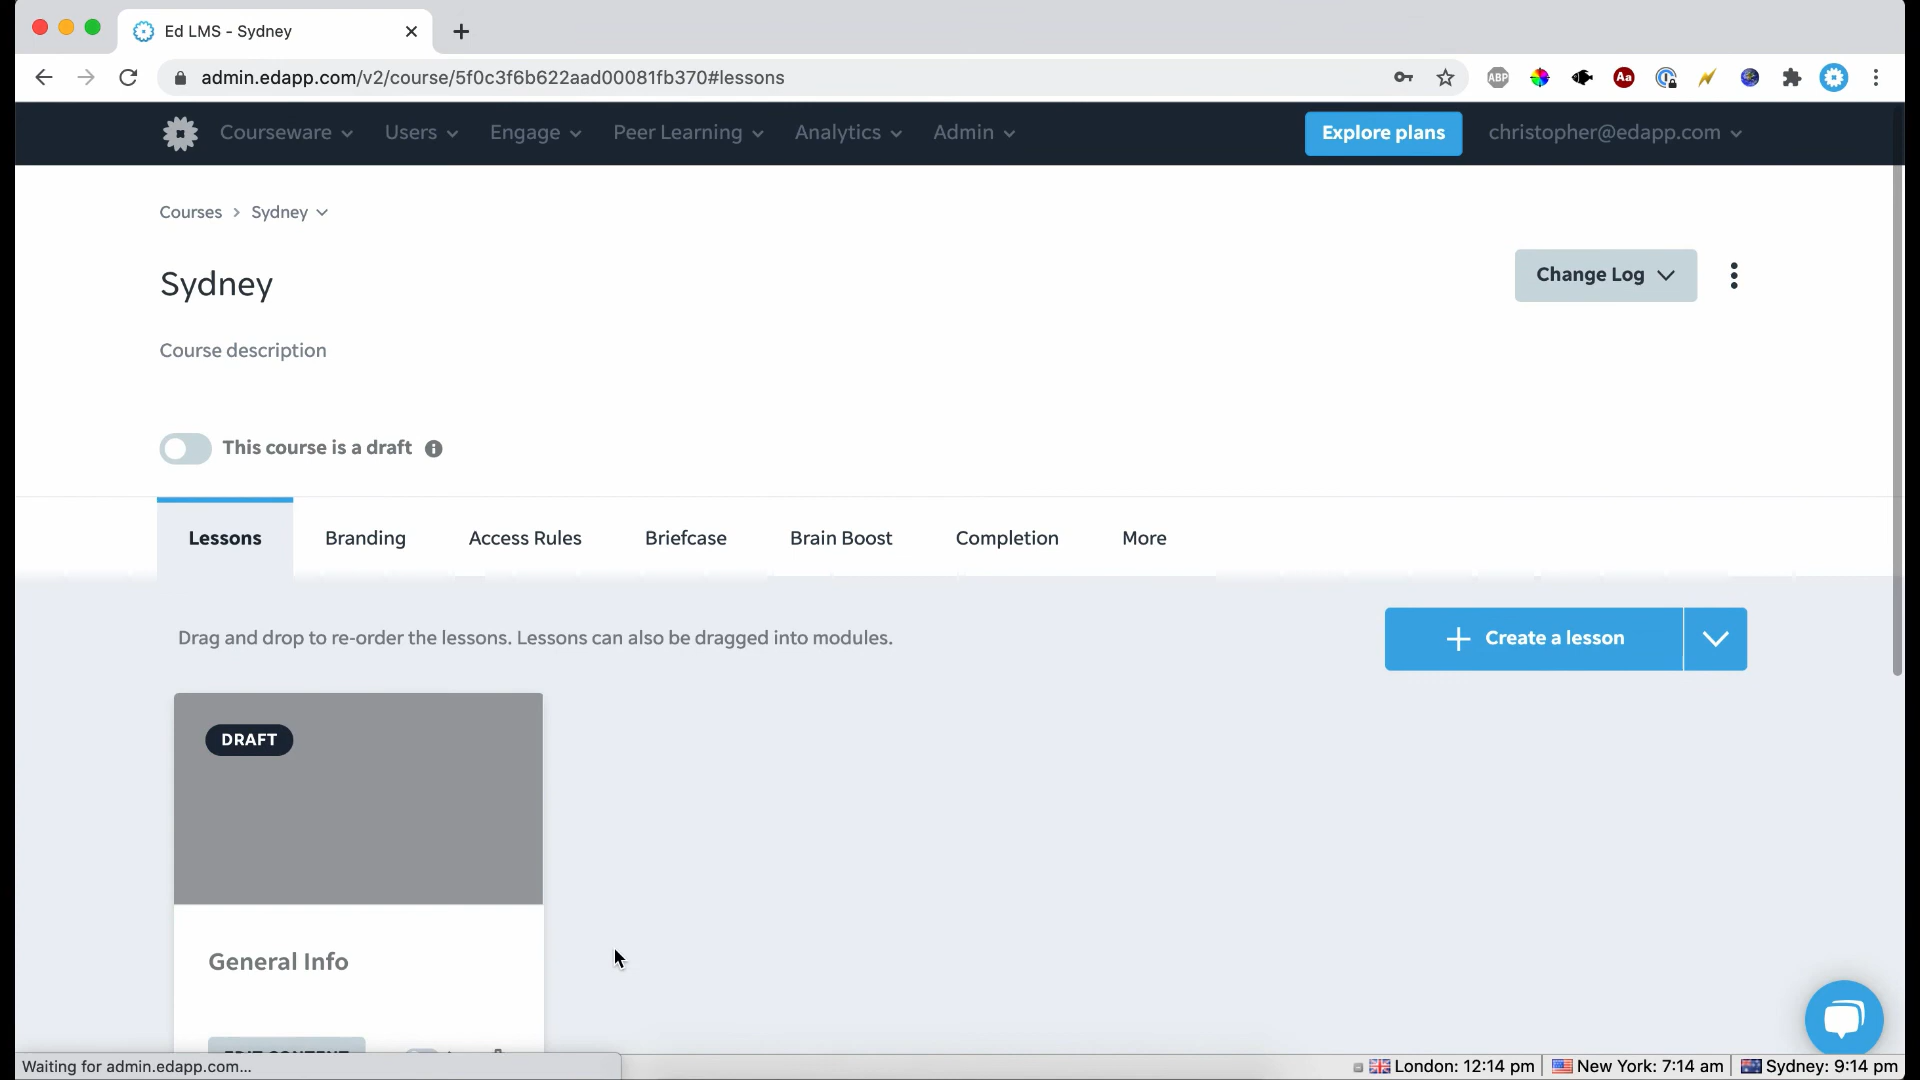 Ed LMS - Sydney
admin.edapp.com/v2/course/5f0c3f6b622aad00081fb370#lessons
ABP
Aa
Courseware
Users
Engage
Peer Learning
Analytics
Admin
Explore plans
christopher@edapp.com
Courses > Sydney
Sydney
Change Log
Course description
This course is a draft
Lessons
Branding
Access Rules
Briefcase
Brain Boost
Completion
More
Drag and drop to re-order the lessons. Lessons can also be dragged into modules.
Create a lesson
DRAFT
General Info
EDIT CONTENT
Waiting for admin.edapp.com...
London: 12:14 pm
New York: 7:14 am
Sydney: 9:14 pm